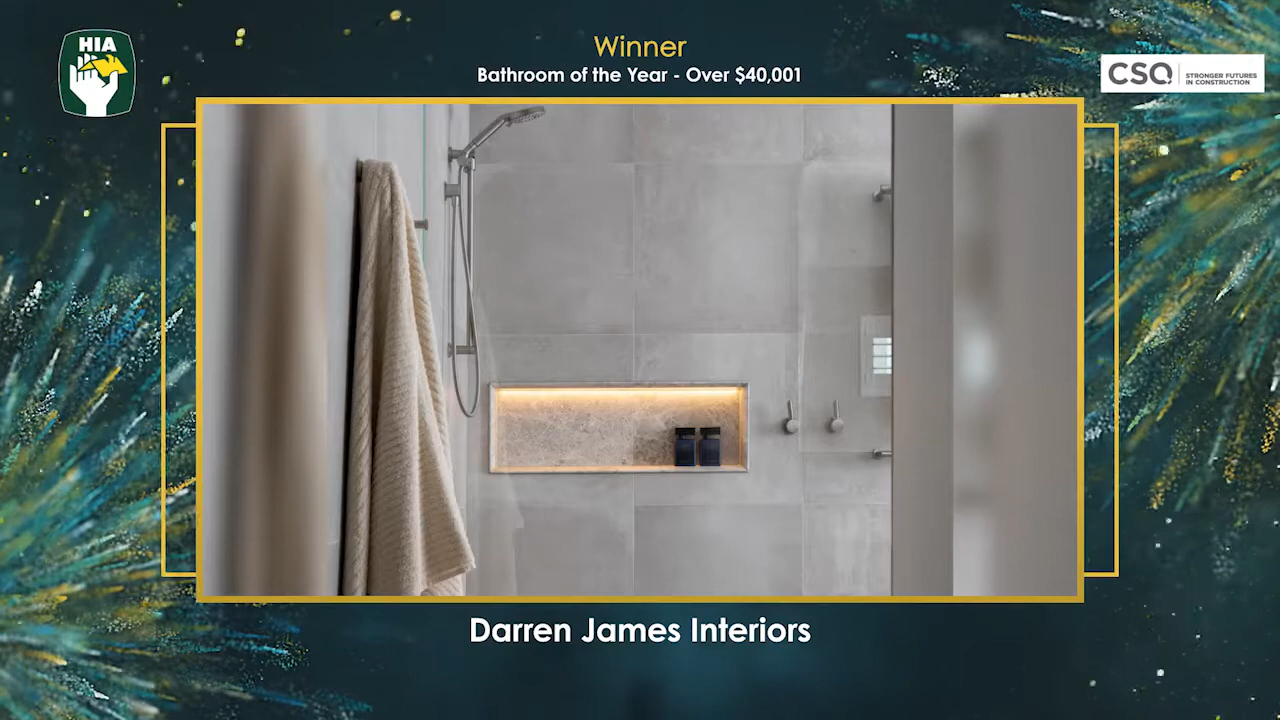 HIA
Winner
Bathroom of the Year - Over $40,001
CSQ
STRONGER FUTURES
IN CONSTRUCTION
Darren James Interiors